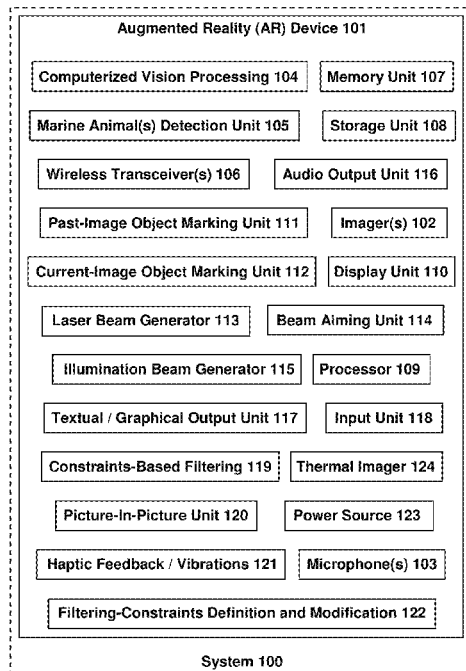 Augmented Reality (AR) Device 101
Computerized Vision Processing 104 Memory Unit 107
Marine Animal(s) Detection Unit 105 Storage Unit 108
Wireless Transceiver(s) 106 Audio Output Unit 116
Past-Image Object Marking Unit 111 Imager(s) 102
Current-Image Object Marking Unit 112 Display Unit 110
Laser Beam Generator 113 Beam Aiming Unit 114
Illumination Beam Generator 115 Processor 109
Textual / Graphical Output Unit 117 Input Unit 118
Constraints-Based Filtering 119 Thermal Imager 124
Picture-In-Picture Unit 120 Power Source 123
Haptic Feedback / Vibrations 121 Microphone(s) 103
Filtering-Constraints Definition and Modification 122
System 100